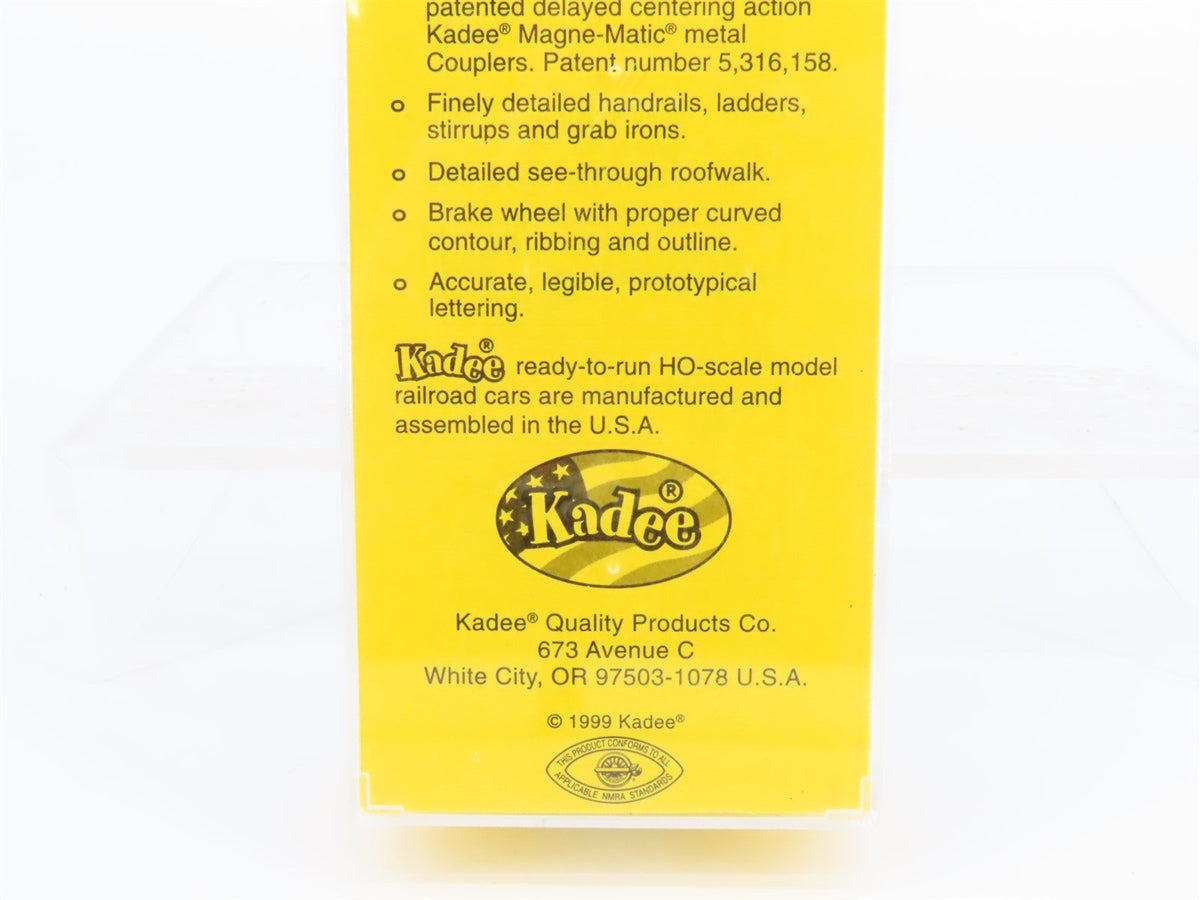 patented delayed centering action
Kadee® Magne-Matic® metal
Couplers. Patent number 5,316,158.
o Finely detailed handrails, ladders,
stirrups and grab irons.
o Detailed see-through roofwalk.
o Brake wheel with proper curved
contour, ribbing and outline.
o Accurate, legible, prototypical
lettering.
Kadee® ready-to-run HO-scale model
railroad cars are manufactured and
assembled in the U.S.A.
Kadee®
Kadee® Quality Products Co.
673 Avenue C
White City, OR 97503-1078 U.S.A.
© 1999 Kadee®
THIS PRODUCT CONFORMS TO ALL
APPLICABLE NMRA STANDARDS